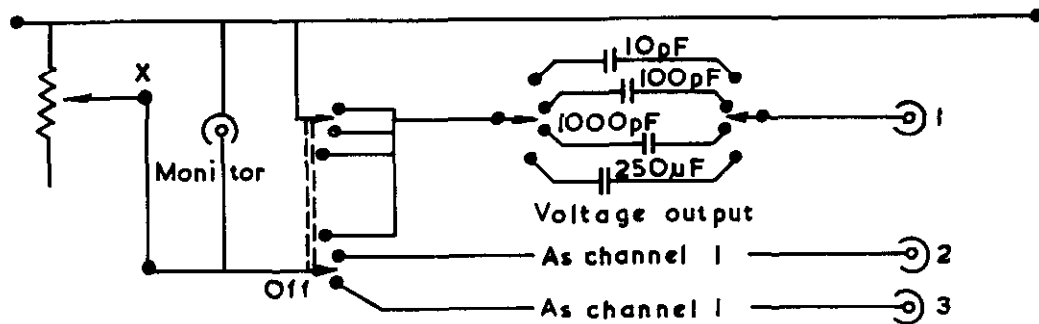 10pF
100pF
X
1000pF
1
Monitor
250μF
Voltage output
As channel 1
2
Off
As channel 1
3